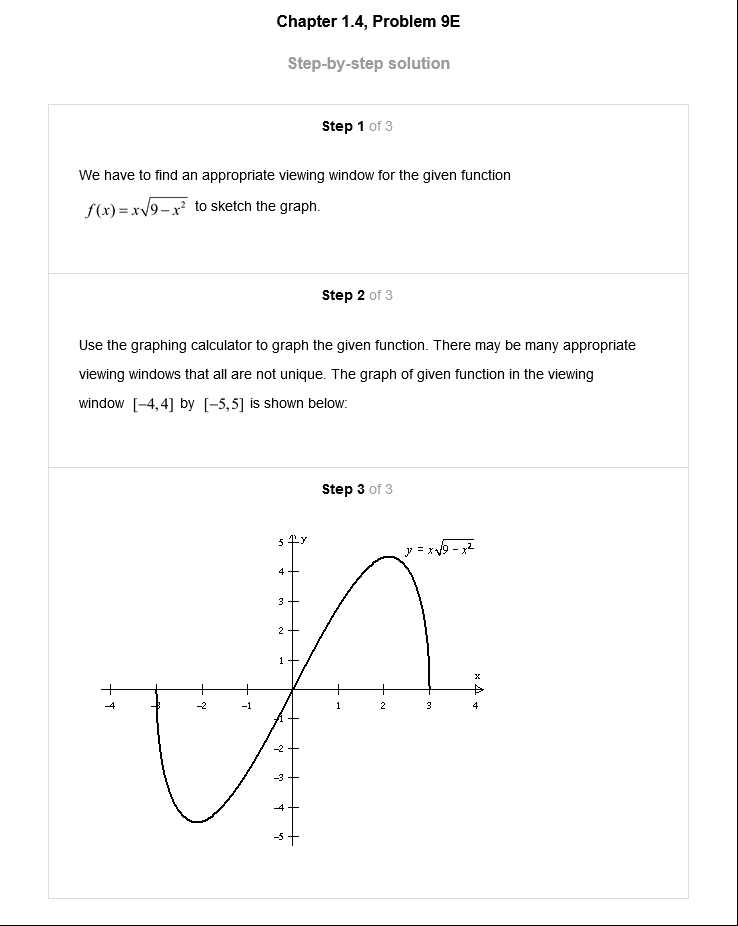 Chapter 1.4, Problem 9E
Step-by-step solution
Step 1 of 3
We have to find an appropriate viewing window for the given function
f(x) = x√9 − x² to sketch the graph.
Step 2 of 3
Use the graphing calculator to graph the given function. There may be many appropriate
viewing windows that all are not unique. The graph of given function in the viewing
window [−4,4] by [−5,5] is shown below:
Step 3 of 3
5 y
y = x√9 − x²
4
3
2
1
x
−4 −3 −2 −1 1 2 3 4
−1
−2
−3
−4
−5